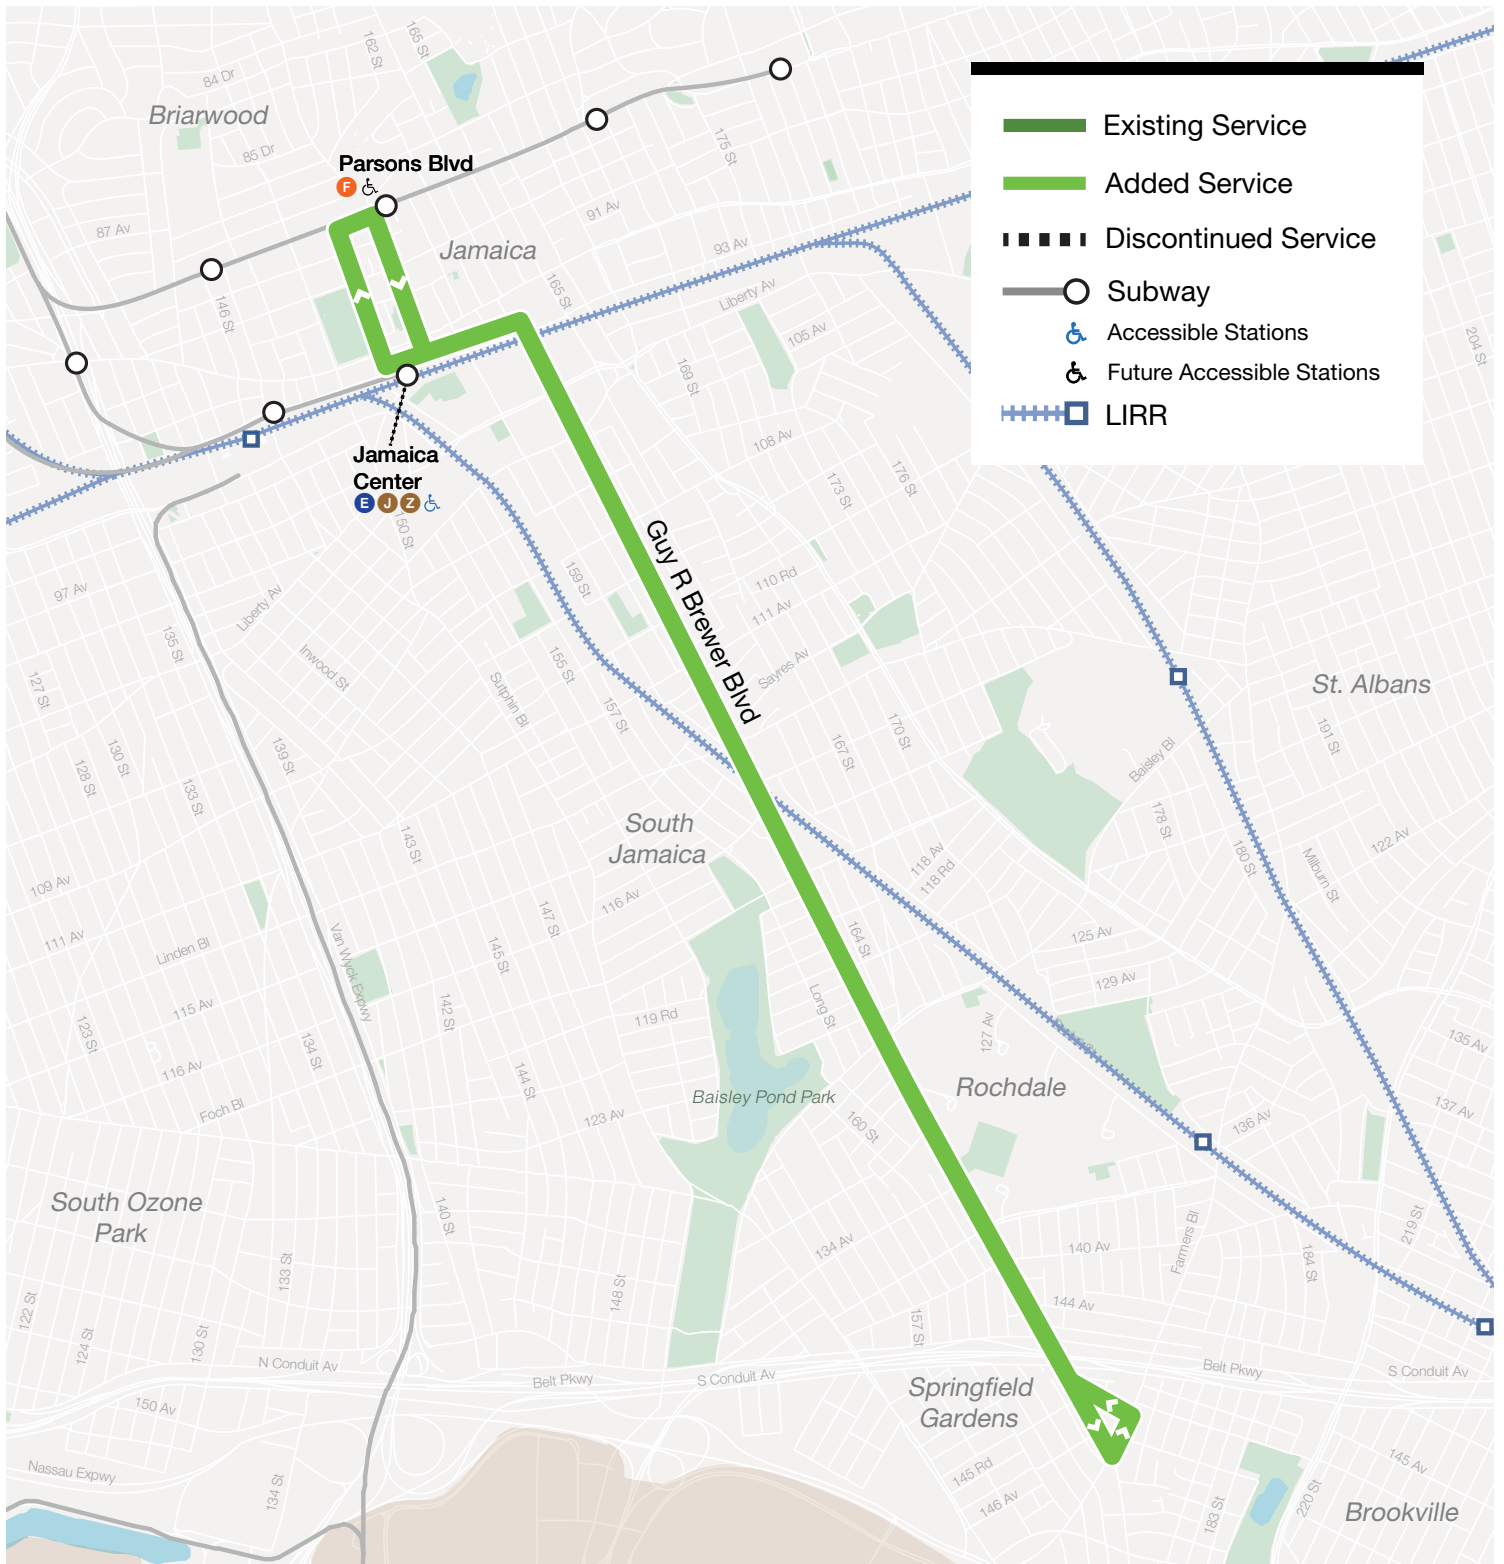 165 St
162 St
84 Dr
Briarwood
175 St
85 Dr
Parsons Blvd
F
91 Av
87 Av
Jamaica
93 Av
165 St
Liberty Av
146 St
105 Av
169 St
204 St
Existing Service
Added Service
Discontinued Service
Subway
Accessible Stations
Future Accessible Stations
LIRR
108 Av
Jamaica
Center
E J Z
150 St
173 St
176 St
Guy R Brewer Blvd
97 Av
Liberty Av
159 St
110 Rd
111 Av
135 St
Inwood St
155 St
Sayres Av
127 St
Sutphin Bl
157 St
St. Albans
170 St
191 St
167 St
130 St
139 St
128 St
133 St
Baisley Bl
178 St
South
Jamaica
143 St
122 Av
180 St
118 Av
118 Rd
Milburn St
109 Av
116 Av
147 St
111 Av
Linden Bl
145 St
164 St
125 Av
Van Wyck Expwy
129 Av
115 Av
142 St
119 Rd
Long St
127 Av
123 St
134 St
135 Av
116 Av
144 St
Baisley Pond Park
Rochdale
Foch Bl
123 Av
160 St
136 Av
137 Av
South Ozone
Park
140 St
134 Av
140 Av
Farmers Bl
219 St
184 St
133 St
148 St
122 St
144 Av
124 St
130 St
157 St
N Conduit Av
Belt Pkwy
S Conduit Av
Belt Pkwy
S Conduit Av
Springfield
Gardens
150 Av
Nassau Expwy
145 Rd
145 Av
134 St
146 Av
183 St
220 St
Brookville